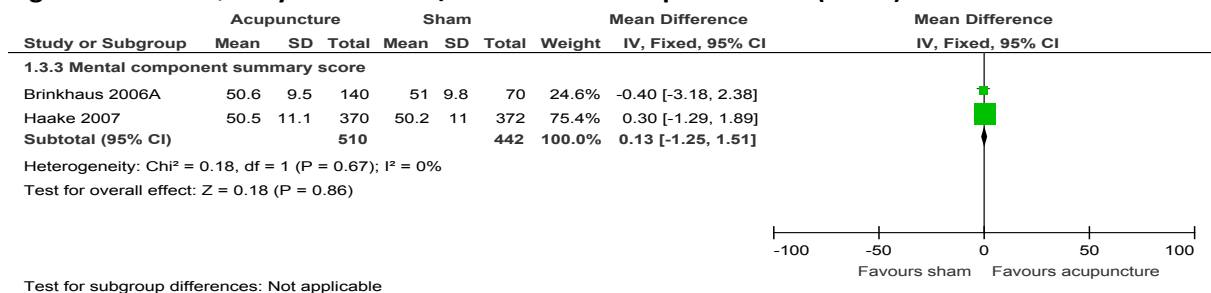 Acupuncture Sham Mean Difference Mean Difference
Study or Subgroup Mean SD Total Mean SD Total Weight IV, Fixed, 95% CI IV, Fixed, 95% CI
1.3.3 Mental component summary score
Brinkhaus 2006A 50.6 9.5 140 51 9.8 70 24.6% -0.40 [-3.18, 2.38]
Haake 2007 50.5 11.1 370 50.2 11 372 75.4% 0.30 [-1.29, 1.89]
Subtotal (95% CI) 510 442 100.0% 0.13 [-1.25, 1.51]
Heterogeneity: Chi² = 0.18, df = 1 (P = 0.67); I² = 0%
Test for overall effect: Z = 0.18 (P = 0.86)
-100 -50 0 50 100
Favours sham Favours acupuncture
Test for subgroup differences: Not applicable